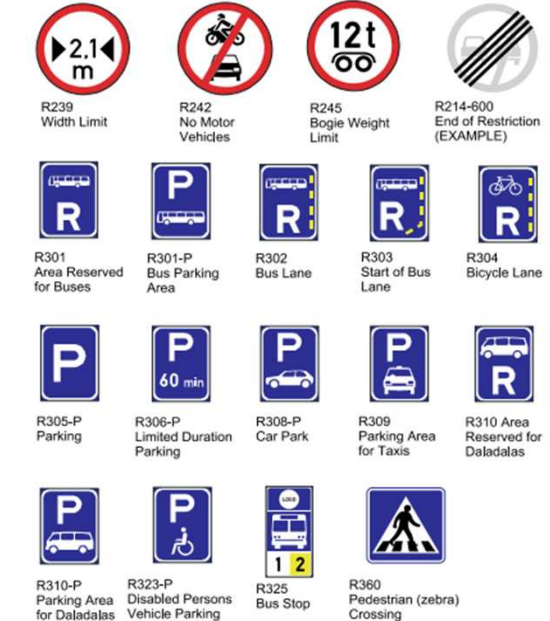 2,1
m
12t
R239
Width Limit
R242
No Motor
Vehicles
R245
Bogie Weight
Limit
R214-600
End of Restriction
(EXAMPLE)
R
P
R
R
R
R301
Area Reserved
for Buses
R301-P
Bus Parking
Area
R302
Bus Lane
R303
Start of Bus
Lane
R304
Bicycle Lane
P
P
60 min
P
P
R
R305-P
Parking
R306-P
Limited Duration
Parking
R308-P
Car Park
R309
Parking Area
for Taxis
R310 Area
Reserved for
Daladalas
P
P
LOGO
1 2
R310-P
Parking Area
for Daladalas
R323-P
Disabled Persons
Vehicle Parking
R325
Bus Stop
R360
Pedestrian (zebra)
Crossing